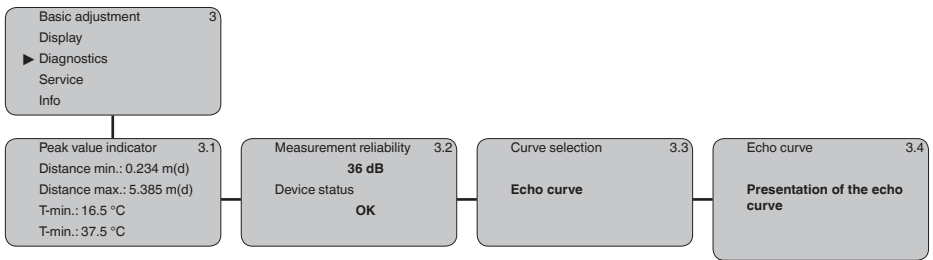 Basic adjustment 3
Display
▶ Diagnostics
Service
Info
Peak value indicator 3.1
Distance min.: 0.234 m(d)
Distance max.: 5.385 m(d)
T-min.: 16.5 °C
T-min.: 37.5 °C
Measurement reliability 3.2
36 dB
Device status
OK
Curve selection 3.3
Echo curve
Echo curve 3.4
Presentation of the echo
curve